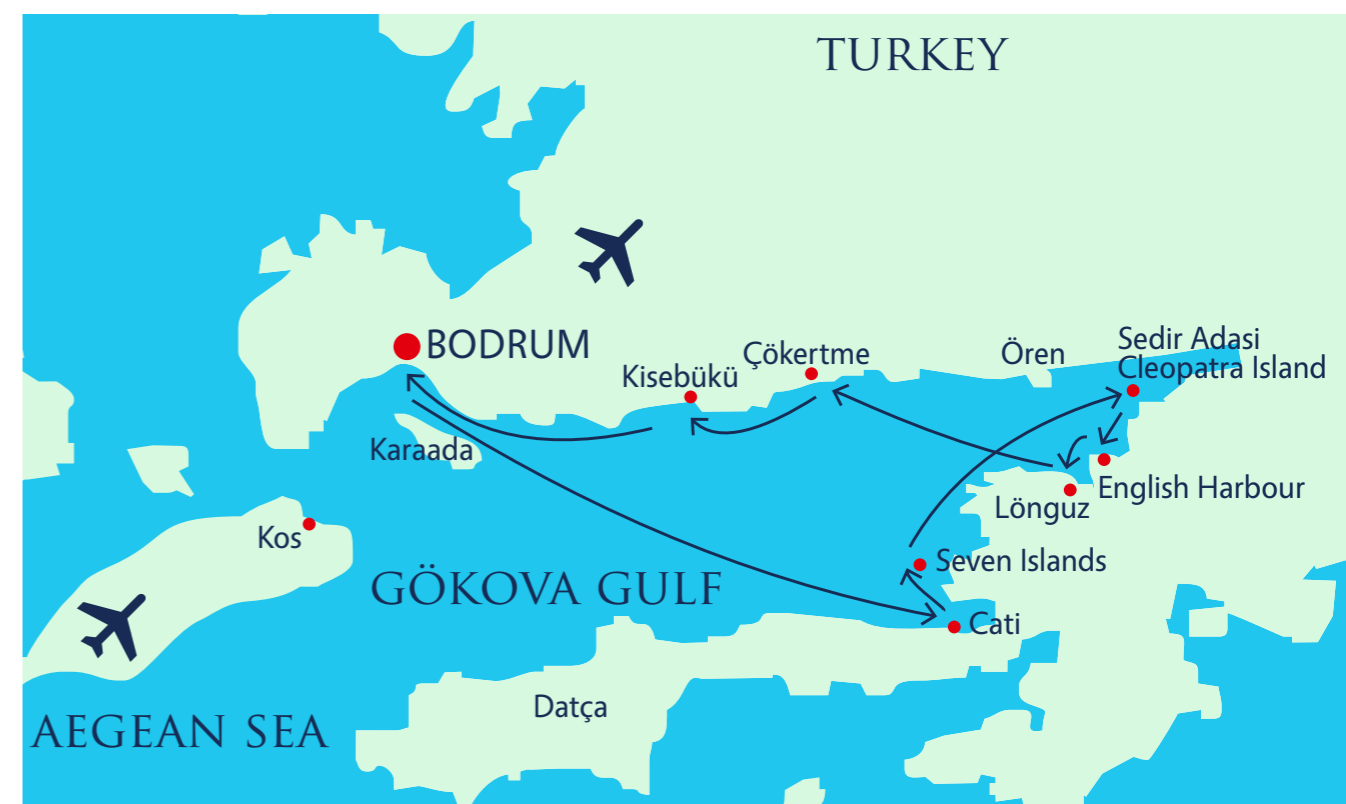 TURKEY
BODRUM
Kisebükü
Çökertme
Ören
Sedir Adasi
Cleopatra Island
Karaada
English Harbour
Lönguz
Kos
Seven Islands
GÖKOVA GULF
Cati
Datça
AEGEAN SEA